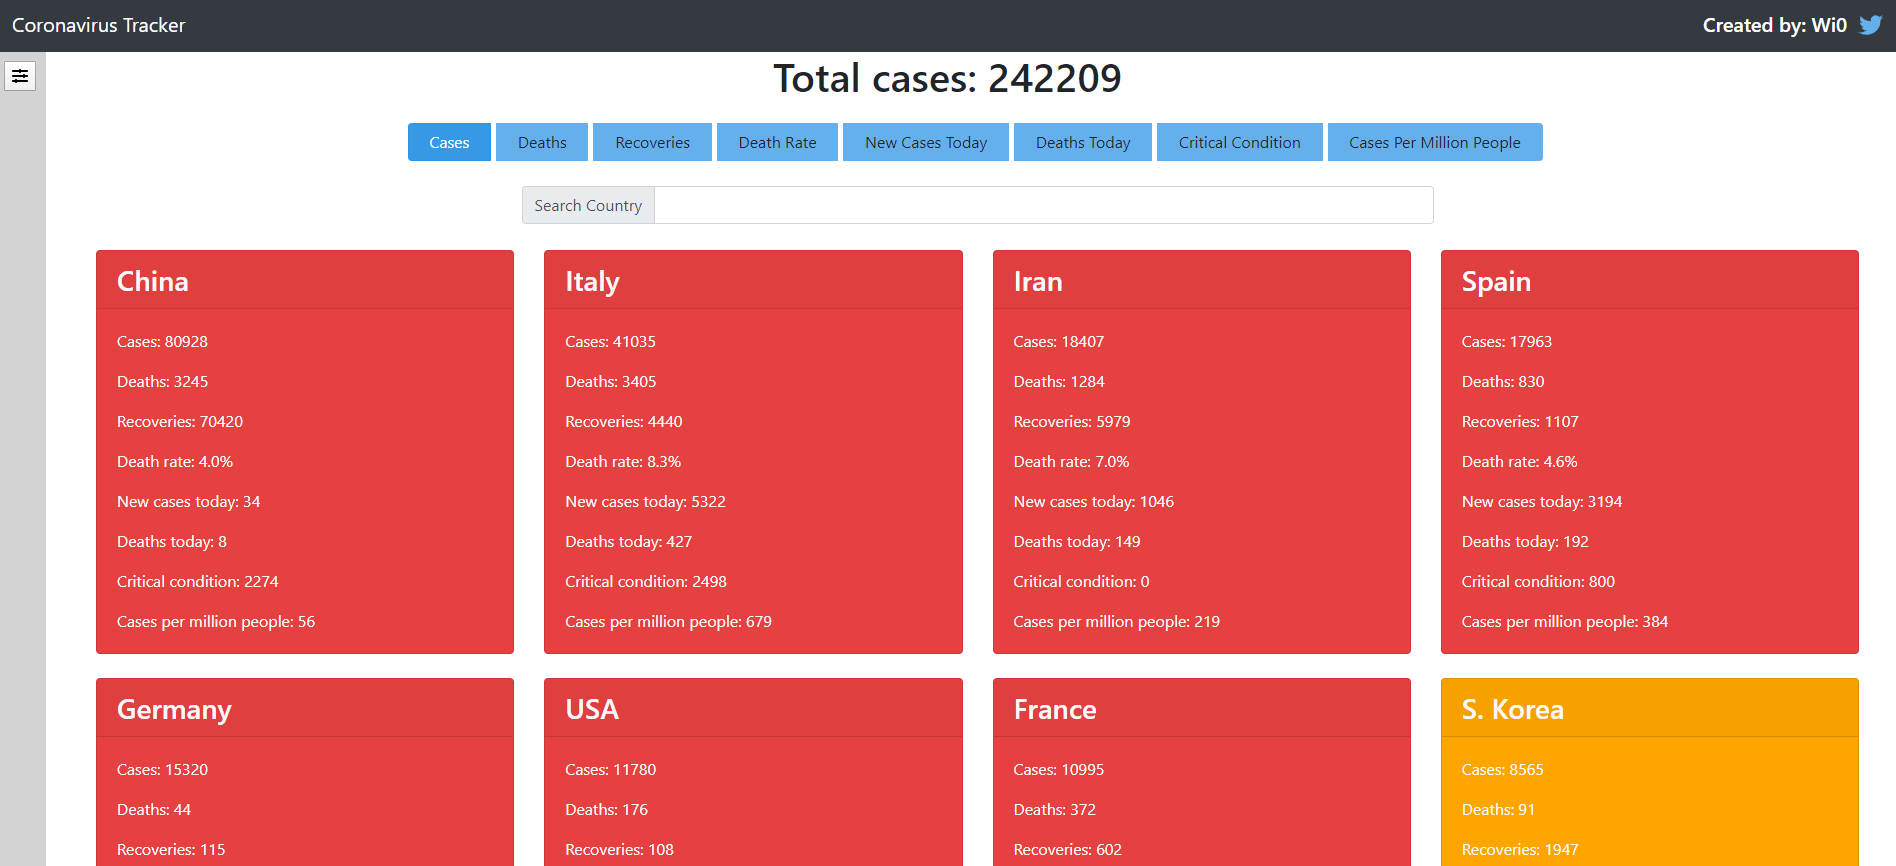 Coronavirus Tracker
Created by: Wi0
Total cases: 242209
Cases
Deaths
Recoveries
Death Rate
New Cases Today
Deaths Today
Critical Condition
Cases Per Million People
Search Country
China
Cases: 80928
Deaths: 3245
Recoveries: 70420
Death rate: 4.0%
New cases today: 34
Deaths today: 8
Critical condition: 2274
Cases per million people: 56
Italy
Cases: 41035
Deaths: 3405
Recoveries: 4440
Death rate: 8.3%
New cases today: 5322
Deaths today: 427
Critical condition: 2498
Cases per million people: 679
Iran
Cases: 18407
Deaths: 1284
Recoveries: 5979
Death rate: 7.0%
New cases today: 1046
Deaths today: 149
Critical condition: 0
Cases per million people: 219
Spain
Cases: 17963
Deaths: 830
Recoveries: 1107
Death rate: 4.6%
New cases today: 3194
Deaths today: 192
Critical condition: 800
Cases per million people: 384
Germany
Cases: 15320
Deaths: 44
Recoveries: 115
USA
Cases: 11780
Deaths: 176
Recoveries: 108
France
Cases: 10995
Deaths: 372
Recoveries: 602
S. Korea
Cases: 8565
Deaths: 91
Recoveries: 1947